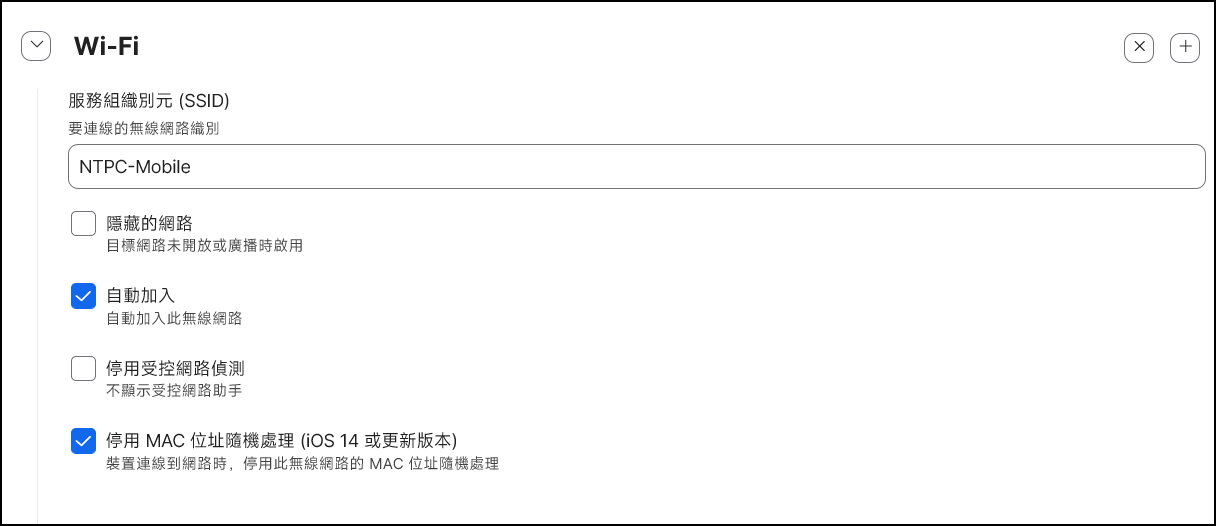 Wi-Fi
服務組識別元 (SSID)
要連線的無線網路識別
NTPC-Mobile
隱藏的網路
目標網路未開放或廣播時啟用
自動加入
自動加入此無線網路
停用受控網路偵測
不顯示受控網路助手
停用 MAC 位址隨機處理 (iOS 14 或更新版本)
裝置連線到網路時，停用此無線網路的 MAC 位址隨機處理